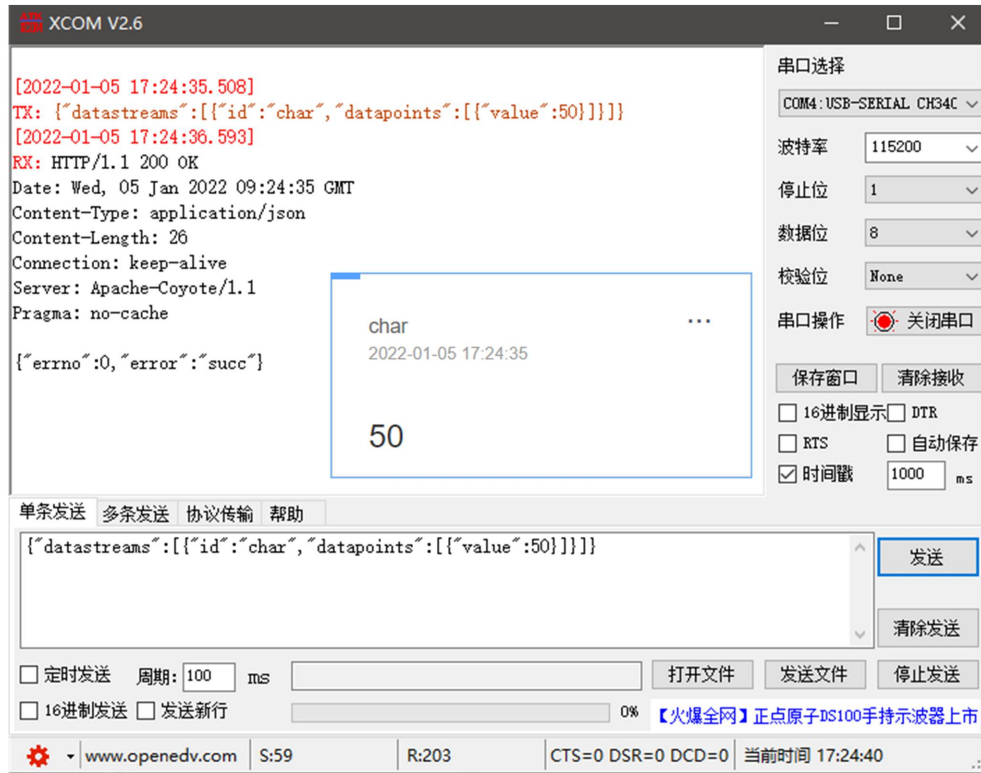 XCOM V2.6
[2022-01-05 17:24:35.508]
TX: {"datastreams":[{"id":"char","datapoints":[{"value":50}]}]}
[2022-01-05 17:24:36.593]
RX: HTTP/1.1 200 OK
Date: Wed, 05 Jan 2022 09:24:35 GMT
Content-Type: application/json
Content-Length: 26
Connection: keep-alive
Server: Apache-Coyote/1.1
Pragma: no-cache
{"errno":0,"error":"succ"}
char
...
2022-01-05 17:24:35
50
串口选择
COM4:USB-SERIAL CH34C
波特率 115200
停止位 1
数据位 8
校验位 None
串口操作 关闭串口
保存窗口 清除接收
16进制显示 DTR
RTS 自动保存
时间戳 1000 ms
单条发送 多条发送 协议传输 帮助
{"datastreams":[{"id":"char","datapoints":[{"value":50}]}]}
发送
清除发送
定时发送 周期: 100 ms 打开文件 发送文件 停止发送
16进制发送 发送新行 0% 【火爆全网】正点原子DS100手持示波器上市
www.openedv.com S:59 R:203 CTS=0 DSR=0 DCD=0 当前时间 17:24:40